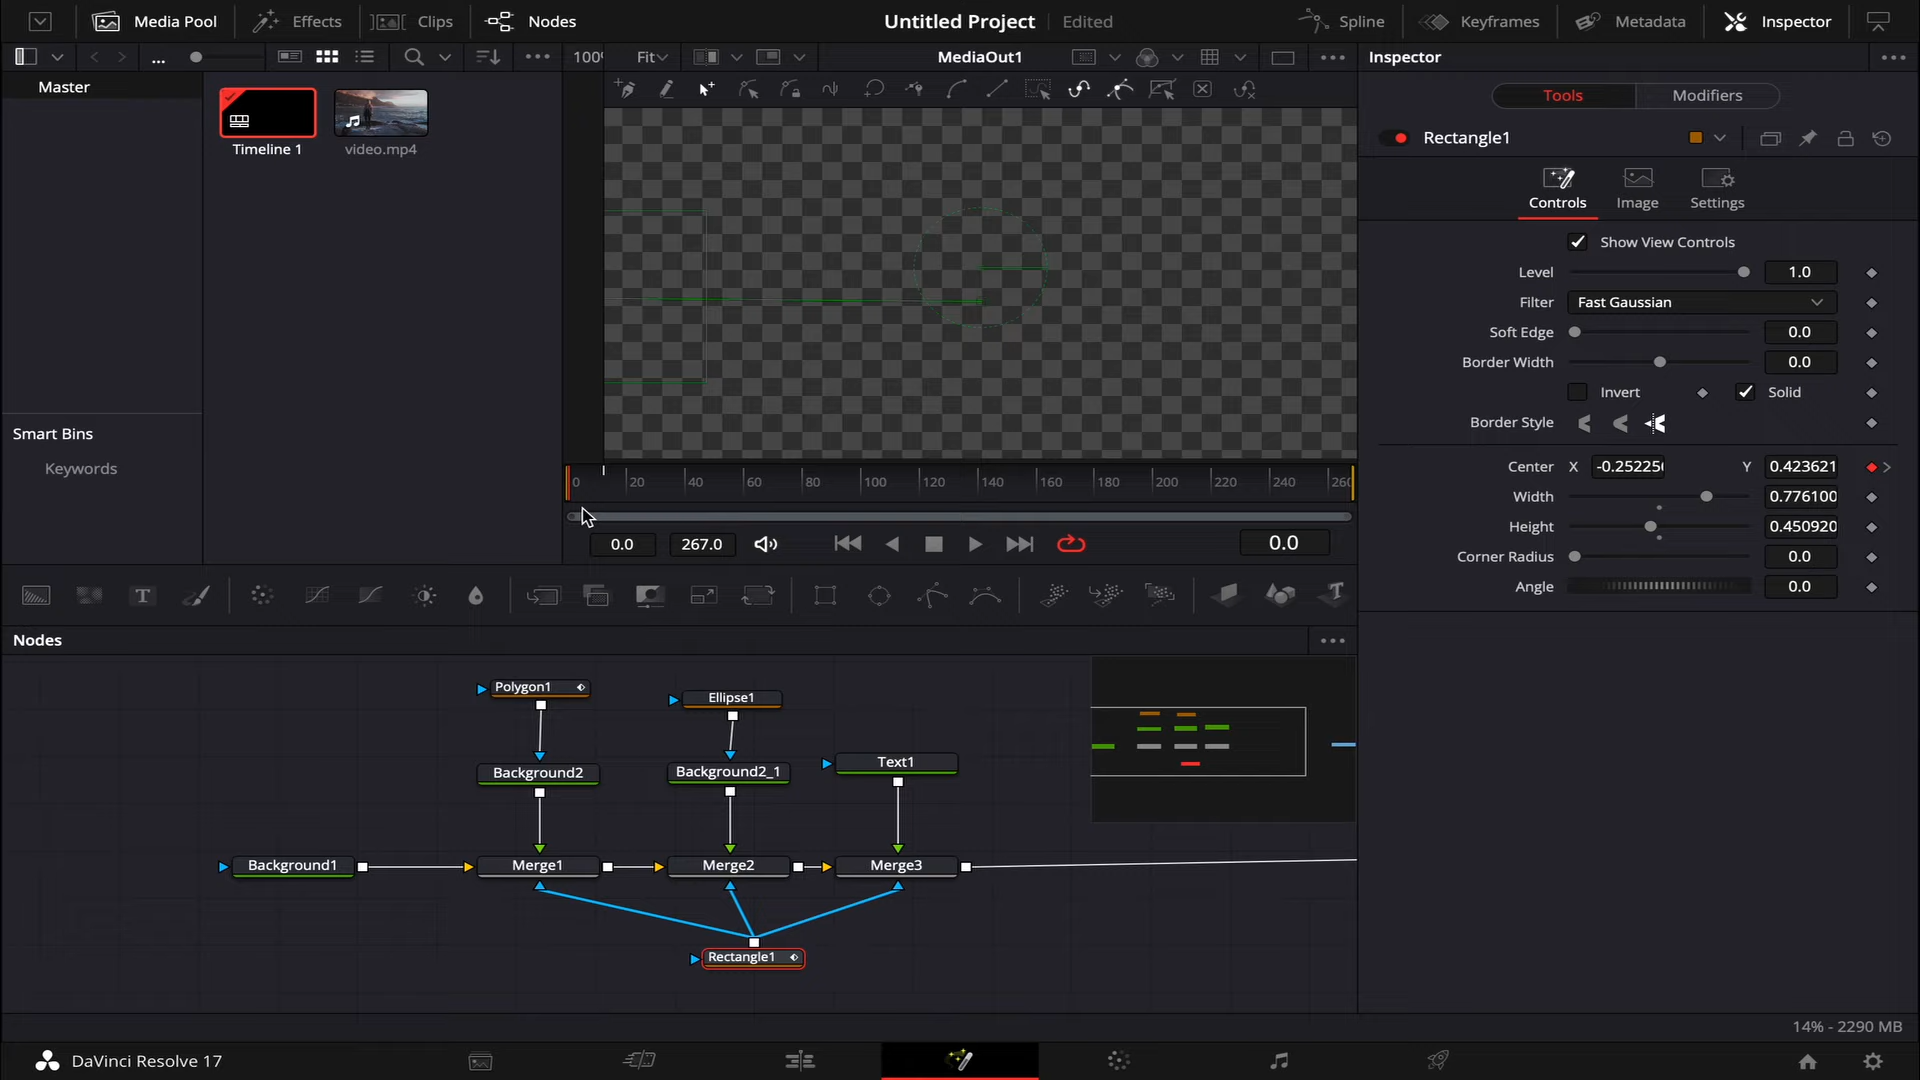 Media Pool
Effects
Clips
Nodes
Untitled Project
Edited
Spline
Keyframes
Metadata
Inspector
...
100%
Fit
MediaOut1
Inspector
Master
Timeline 1
video.mp4
Tools
Modifiers
Rectangle1
Controls
Image
Settings
Show View Controls
Level
1.0
Filter
Fast Gaussian
Soft Edge
0.0
Border Width
0.0
Invert
Solid
Border Style
Smart Bins
Keywords
Center
X
-0.25225
Y
0.423621
0
20
40
60
80
100
120
140
160
180
200
220
240
260
Width
0.776100
Height
0.450920
0.0
267.0
0.0
Corner Radius
0.0
Angle
0.0
T
T
Nodes
Polygon1
Ellipse1
Background2
Background2_1
Text1
Background1
Merge1
Merge2
Merge3
Rectangle1
14% - 2290 MB
DaVinci Resolve 17